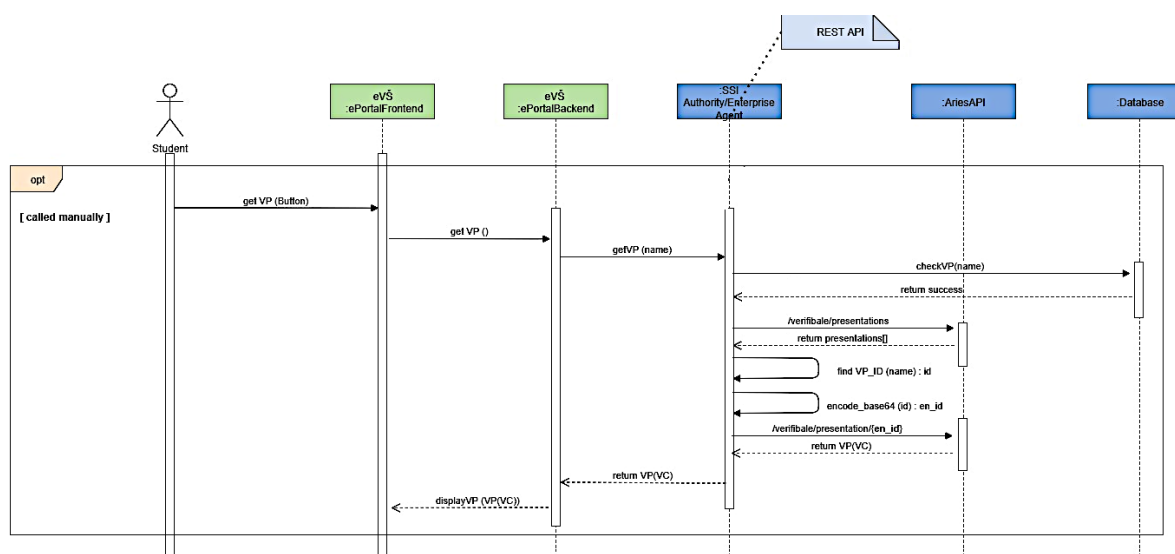 REST API
eVŠ
:ePortalFrontend
eVŠ
:ePortalBackend
:SSI
Authority/Enterprise
Agent
:AriesAPI
:Database
Student
opt
[ called manually ]
get VP (Button)
get VP ()
getVP (name)
checkVP(name)
return success
/verifibale/presentations
return presentations[]
find VP_ID (name) : id
encode_base64 (id) : en_id
/verifibale/presentation/{en_id}
return VP(VC)
return VP(VC)
displayVP (VP(VC))